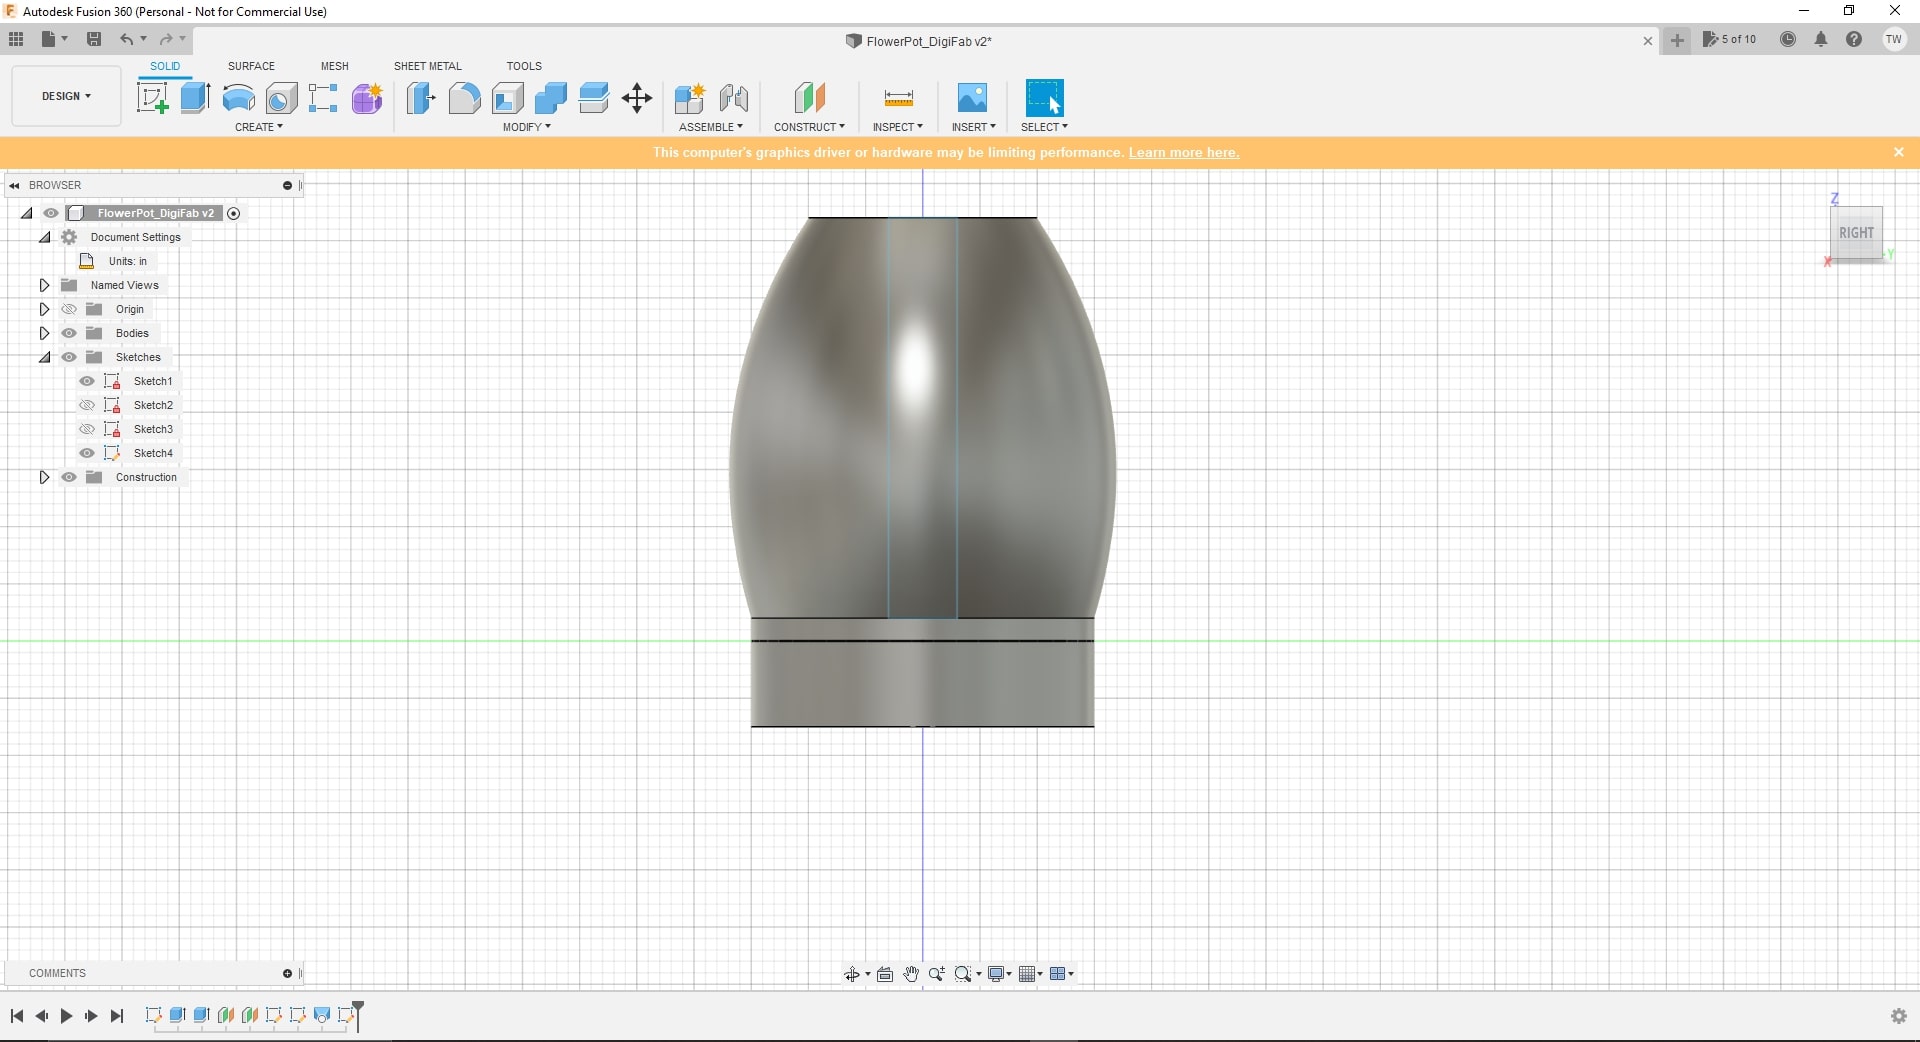 Autodesk Fusion 360 (Personal - Not for Commercial Use)
FlowerPot_DigiFab v2*
5 of 10
TW
DESIGN
SOLID SURFACE MESH SHEET METAL TOOLS
CREATE MODIFY ASSEMBLE CONSTRUCT INSPECT INSERT SELECT
This computer's graphics driver or hardware may be limiting performance. Learn more here.
BROWSER
FlowerPot_DigiFab v2
Document Settings
Units: in
Named Views
Origin
Bodies
Sketches
Sketch1
Sketch2
Sketch3
Sketch4
Construction
Z
RIGHT
X
Y
COMMENTS